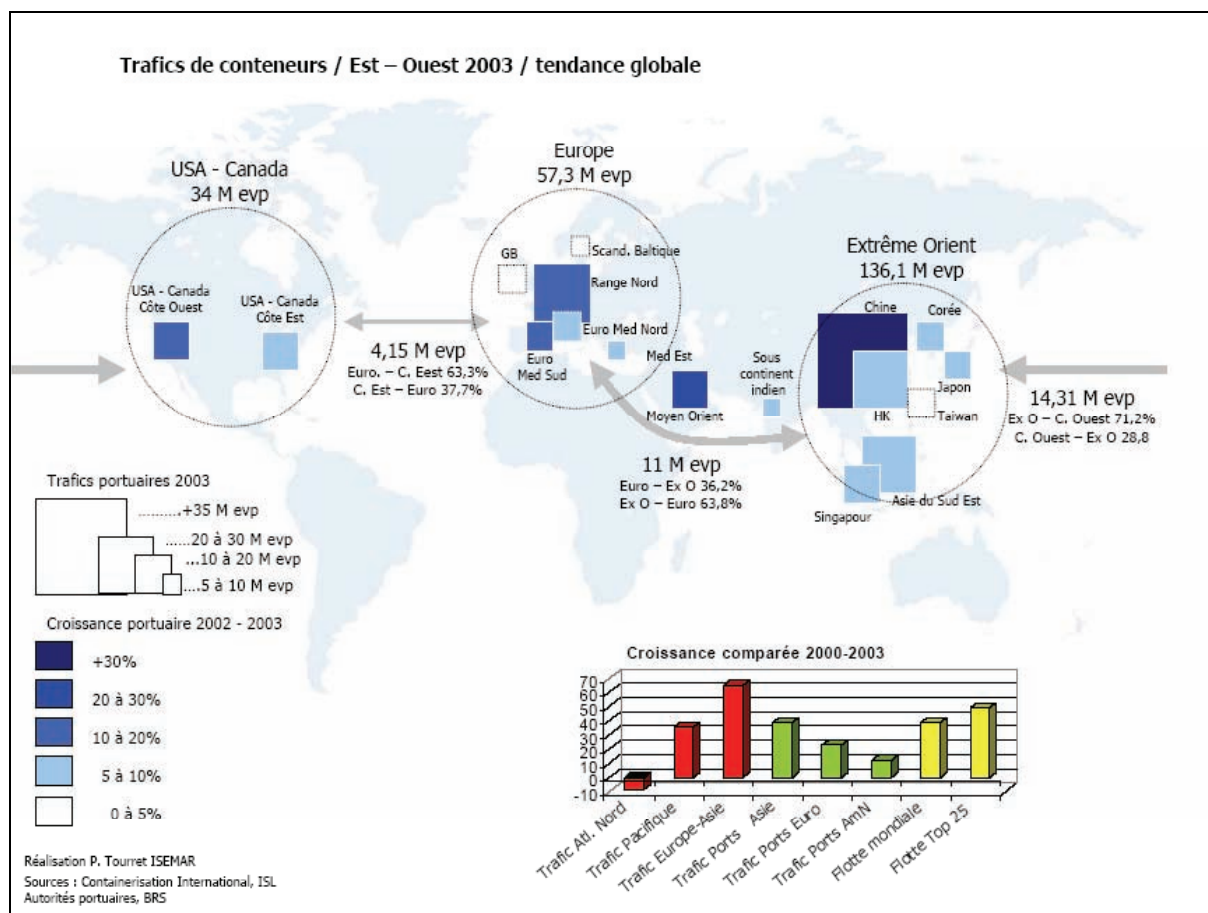 Trafics de conteneurs / Est – Ouest 2003 / tendance globale
USA - Canada
34 M evp
USA - Canada
Côte Ouest
USA - Canada
Côte Est
4,15 M evp
Euro. – C. Eest 63,3%
C. Est – Euro 37,7%
Europe
57,3 M evp
GB
Scand. Baltique
Range Nord
Euro Med Nord
Euro
Med Sud
Med Est
Moyen Orient
Sous
continent
indien
11 M evp
Euro – Ex O 36,2%
Ex O – Euro 63,8%
Extrême Orient
136,1 M evp
Chine
Corée
Japon
HK
Taiwan
Asie du Sud Est
Singapour
14,31 M evp
Ex O – C. Ouest 71,2%
C. Ouest – Ex O 28,8
Trafics portuaires 2003
..........+35 M evp
......20 à 30 M evp
...10 à 20 M evp
....5 à 10 M evp
Croissance portuaire 2002 - 2003
+30%
20 à 30%
10 à 20%
5 à 10%
0 à 5%
Réalisation P. Tourret ISEMAR
Sources : Containerisation International, ISL
Autorités portuaires, BRS
Croissance comparée 2000-2003
70
60
50
40
30
20
10
0
-10
Trafic Atl. Nord
Trafic Pacifique
Trafic Europe-Asie
Trafic Ports Asie
Trafic Ports Euro
Trafic Ports AmN
Flotte mondiale
Flotte Top 25